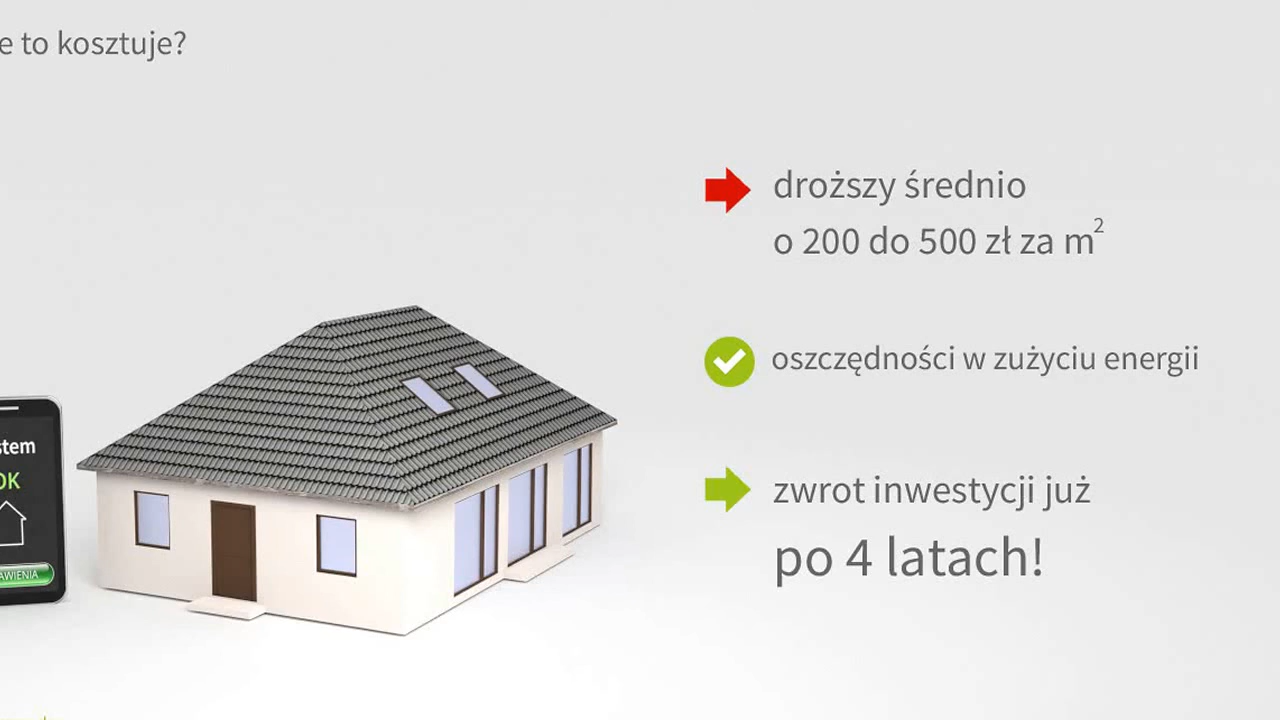 e to kosztuje?
droższy średnio
o 200 do 500 zł za m²
oszczędności w zużyciu energii
stem
OK
zwrot inwestycji już
po 4 latach!
AWIENIA